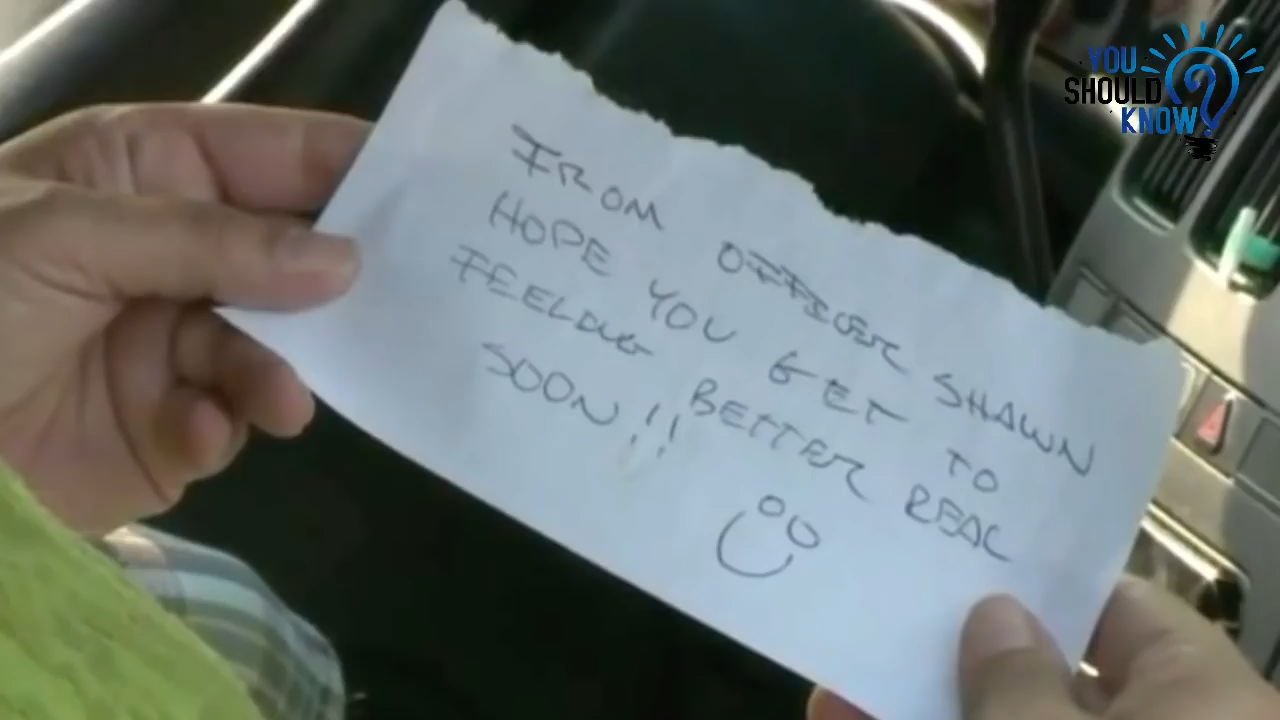 FROM OFFICER SHAWN
HOPE YOU GET TO
FEELING BETTER REAL
SOON!!
YOU
SHOULD
KNOW